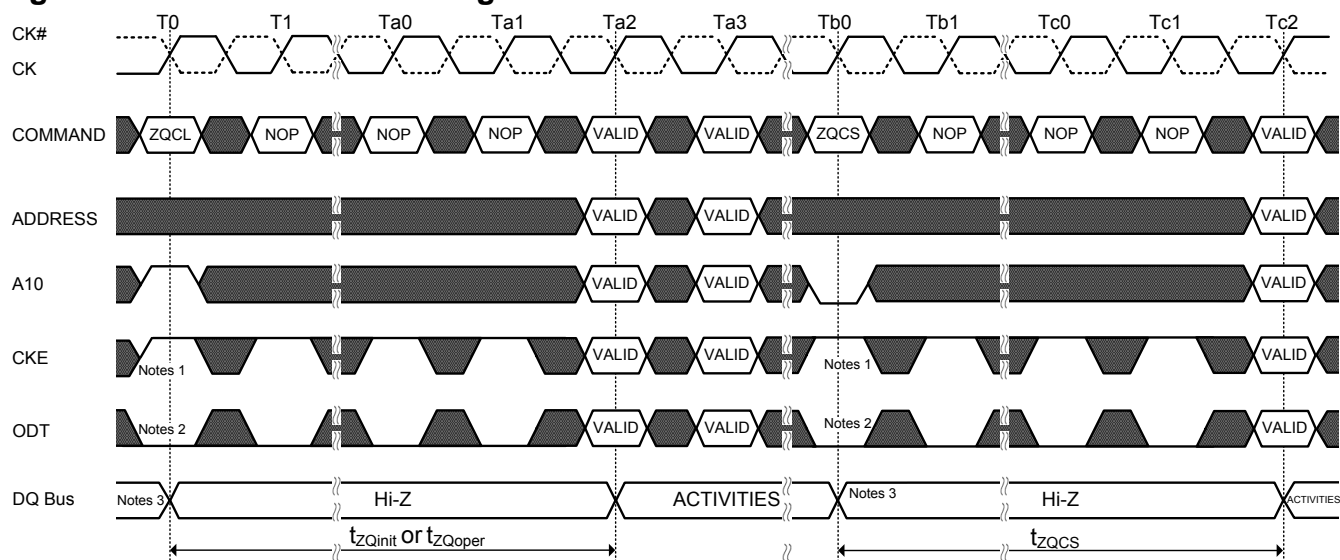 T0 T1 Ta0 Ta1 Ta2 Ta3 Tb0 Tb1 Tc0 Tc1 Tc2
CK#
CK
COMMAND ZQCL NOP NOP NOP VALID VALID ZQCS NOP NOP NOP VALID
ADDRESS VALID VALID VALID
A10 VALID VALID VALID
CKE Notes 1 VALID VALID Notes 1 VALID
ODT Notes 2 VALID VALID Notes 2 VALID
DQ Bus Notes 3 Hi-Z ACTIVITIES Notes 3 Hi-Z ACTIVITIES
tZQinit or tZQoper tZQCS